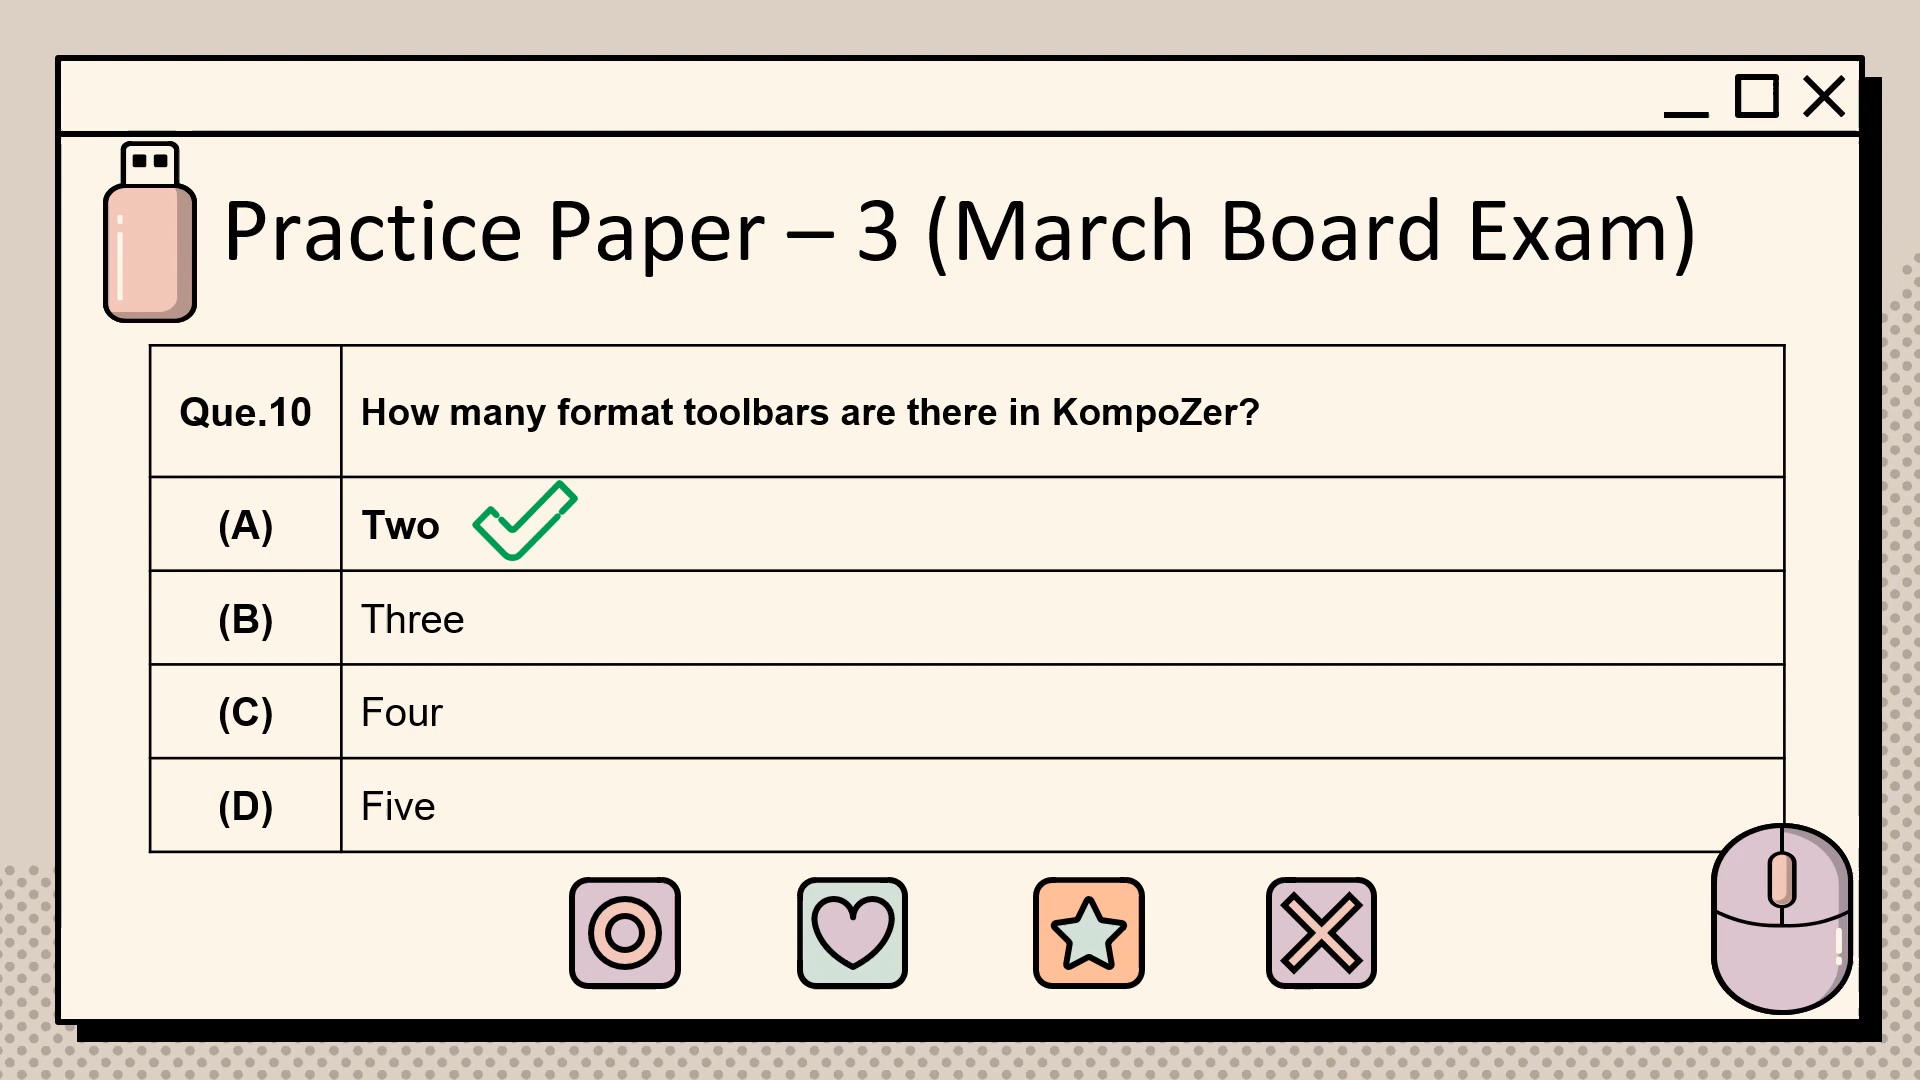 Practice Paper – 3 (March Board Exam)
Que.10 How many format toolbars are there in KompoZer?
(A) Two
(B) Three
(C) Four
(D) Five